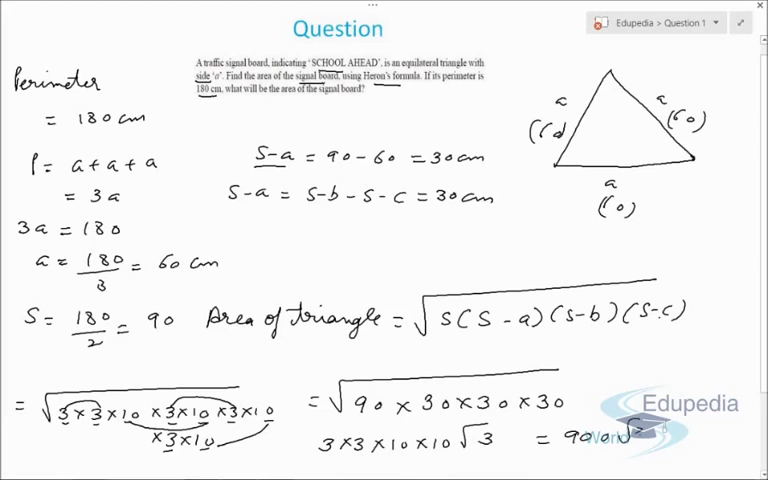 Question
Edupedia > Question 1
A traffic signal board, indicating 'SCHOOL AHEAD', is an equilateral triangle with
side 'a'. Find the area of the signal board, using Heron's formula. If its perimeter is
180 cm, what will be the area of the signal board?
Perimeter
= 180 cm
P = a + a + a
= 3a
3a = 180
a = 180/3 = 60 cm
S = 180/2 = 90
a
(60)
a
(60)
a
(60)
S-a = 90 - 60 = 30 cm
S-a = S-b - S-c = 30 cm
Area of triangle = √S(S-a)(S-b)(S-c)
= √90 × 30 × 30 × 30
= √3×3×10 ×3×10 ×3×10
×3×10
3×3×10×10√3 = 900√3
Edupedia
World